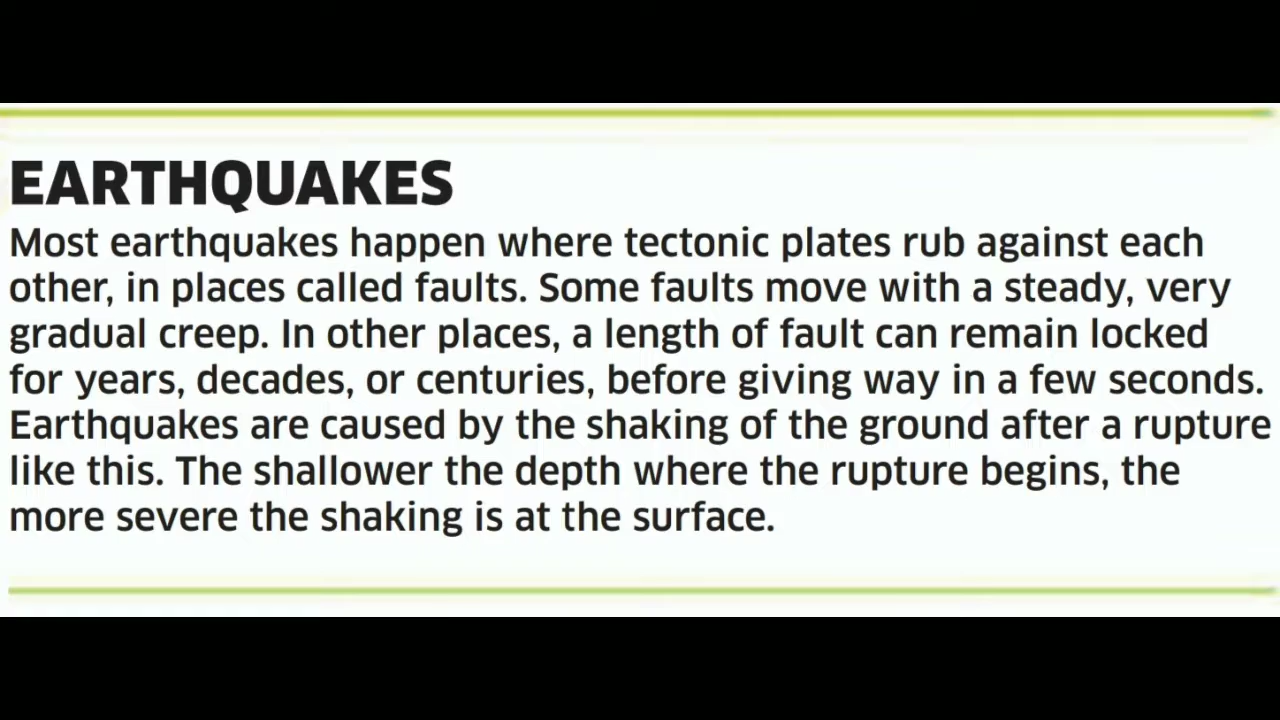 EARTHQUAKES
Most earthquakes happen where tectonic plates rub against each
other, in places called faults. Some faults move with a steady, very
gradual creep. In other places, a length of fault can remain locked
for years, decades, or centuries, before giving way in a few seconds.
Earthquakes are caused by the shaking of the ground after a rupture
like this. The shallower the depth where the rupture begins, the
more severe the shaking is at the surface.